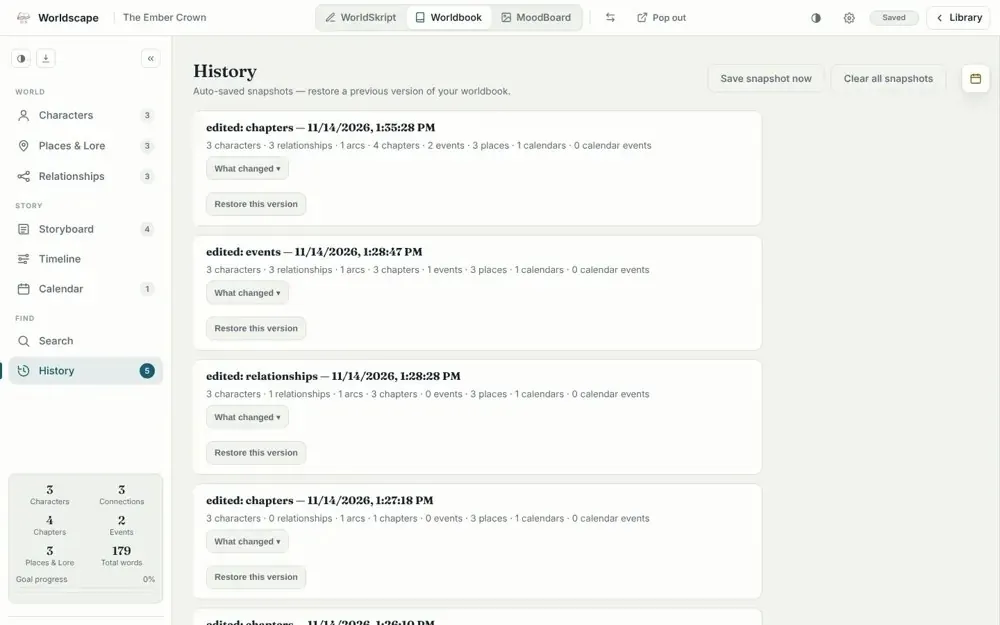 Worldscape
The Ember Crown
WorldSkript
Worldbook
MoodBoard
Pop out
Saved
Library
WORLD
Characters 3
Places & Lore 3
Relationships 3
STORY
Storyboard 4
Timeline
Calendar 1
FIND
Search
History 5
3 Characters
3 Connections
4 Chapters
2 Events
3 Places & Lore
179 Total words
Goal progress 0%
History
Auto-saved snapshots — restore a previous version of your worldbook.
Save snapshot now
Clear all snapshots
edited: chapters — 11/14/2026, 1:35:28 PM
3 characters · 3 relationships · 1 arcs · 4 chapters · 2 events · 3 places · 1 calendars · 0 calendar events
What changed ▾
Restore this version
edited: events — 11/14/2026, 1:28:47 PM
3 characters · 3 relationships · 1 arcs · 3 chapters · 1 events · 3 places · 1 calendars · 0 calendar events
What changed ▾
Restore this version
edited: relationships — 11/14/2026, 1:28:28 PM
3 characters · 1 relationships · 1 arcs · 3 chapters · 0 events · 3 places · 1 calendars · 0 calendar events
What changed ▾
Restore this version
edited: chapters — 11/14/2026, 1:27:18 PM
3 characters · 0 relationships · 1 arcs · 1 chapters · 0 events · 3 places · 1 calendars · 0 calendar events
What changed ▾
Restore this version
edited: chapters — 11/14/2026, 1:26:10 PM